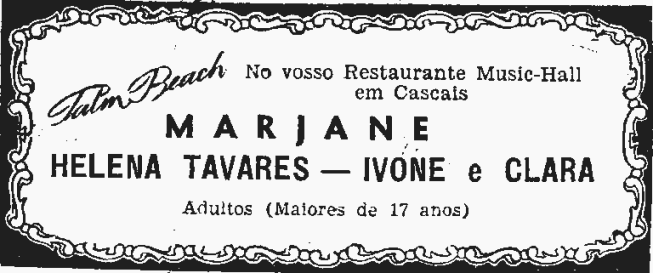 Palm Beach No vosso Restaurante Music-Hall
em Cascais
MARJANE
HELENA TAVARES — IVONE e CLARA
Adultos (Maiores de 17 anos)